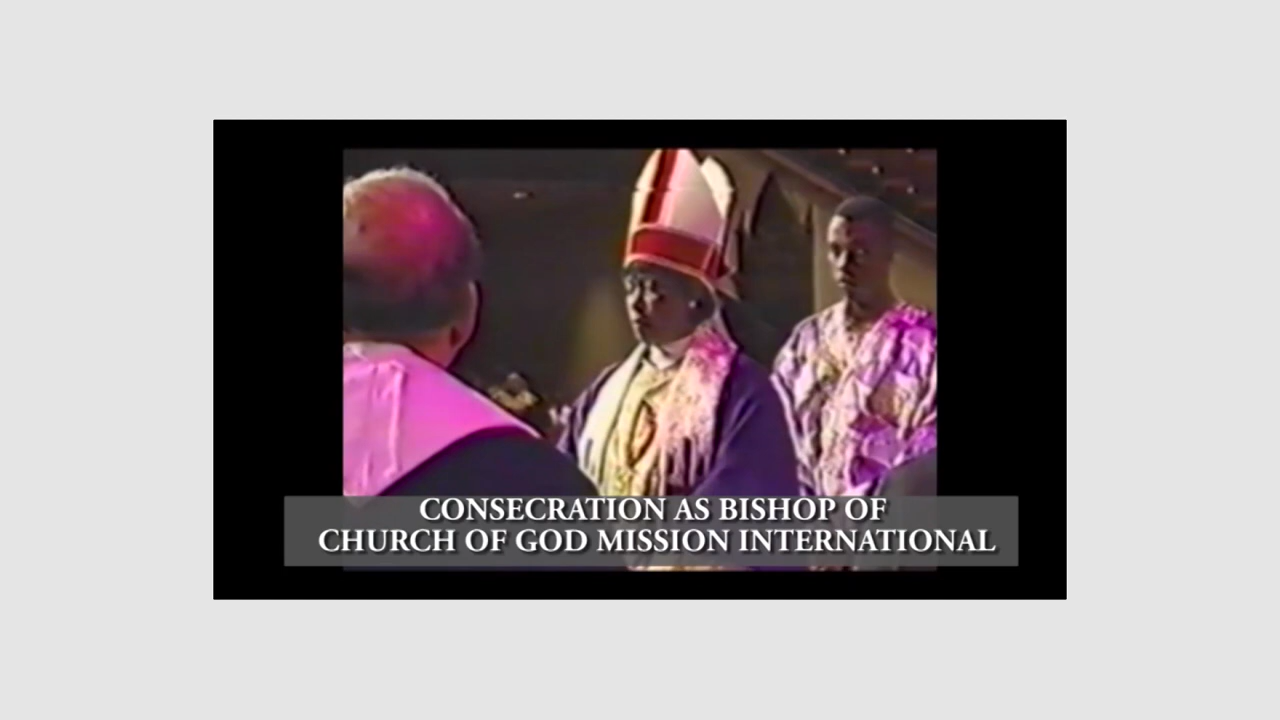 CONSECRATION AS BISHOP OF
CHURCH OF GOD MISSION INTERNATIONAL